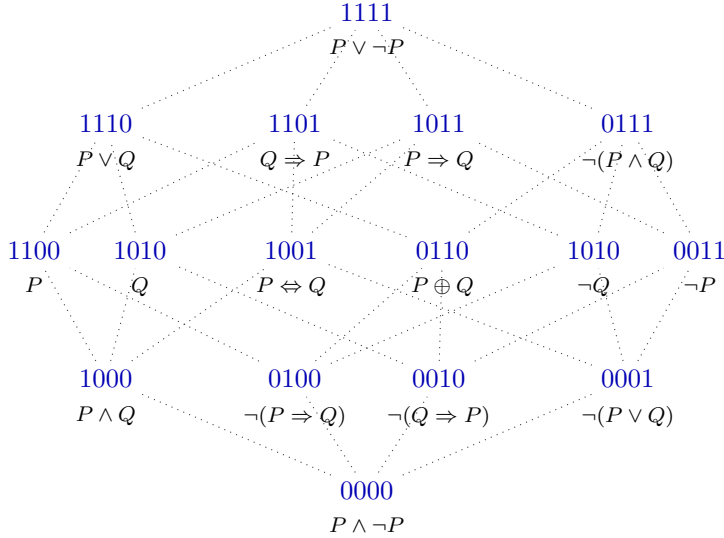 1111
P ∨ ¬P
1110 1101 1011 0111
P ∨ Q Q ⇒ P P ⇒ Q ¬(P ∧ Q)
1100 1010 1001 0110 1010 0011
P Q P ⇔ Q P ⊕ Q ¬Q ¬P
1000 0100 0010 0001
P ∧ Q ¬(P ⇒ Q) ¬(Q ⇒ P) ¬(P ∨ Q)
0000
P ∧ ¬P